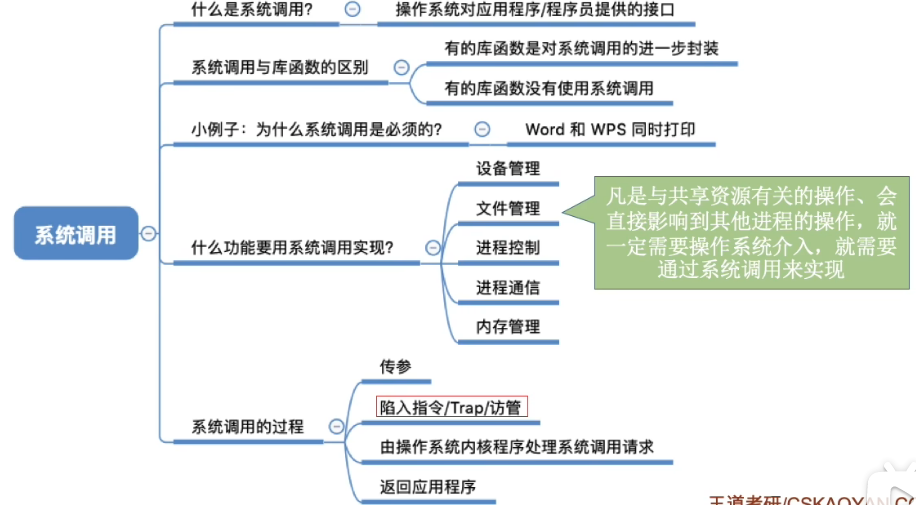 什么是系统调用?
操作系统对应用程序/程序员提供的接口
系统调用与库函数的区别
有的库函数是对系统调用的进一步封装
有的库函数没有使用系统调用
小例子：为什么系统调用是必须的?
Word 和 WPS 同时打印
系统调用
什么功能要用系统调用实现?
设备管理
文件管理
进程控制
进程通信
内存管理
凡是与共享资源有关的操作、会
直接影响到其他进程的操作，就
一定需要操作系统介入，就需要
通过系统调用来实现
系统调用的过程
传参
陷入指令/Trap/访管
由操作系统内核程序处理系统调用请求
返回应用程序
王道考研/CSKAOYAN.CO